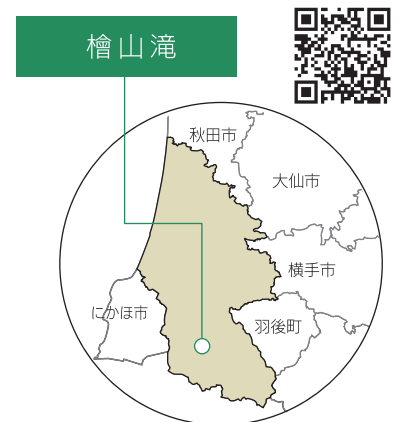 檜山滝
秋田市
大仙市
横手市
にかほ市
羽後町